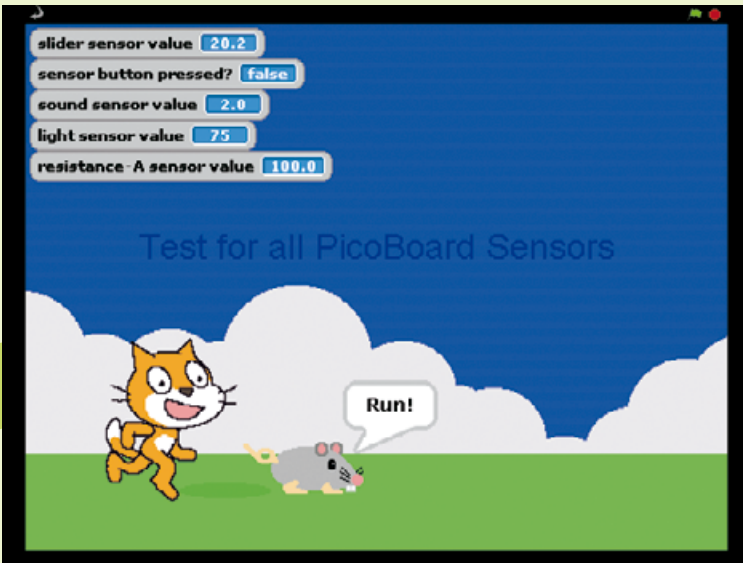 slider sensor value 20.2
sensor button pressed? false
sound sensor value 2.0
light sensor value 75
resistance-A sensor value 100.0
Test for all PicoBoard Sensors
Run!